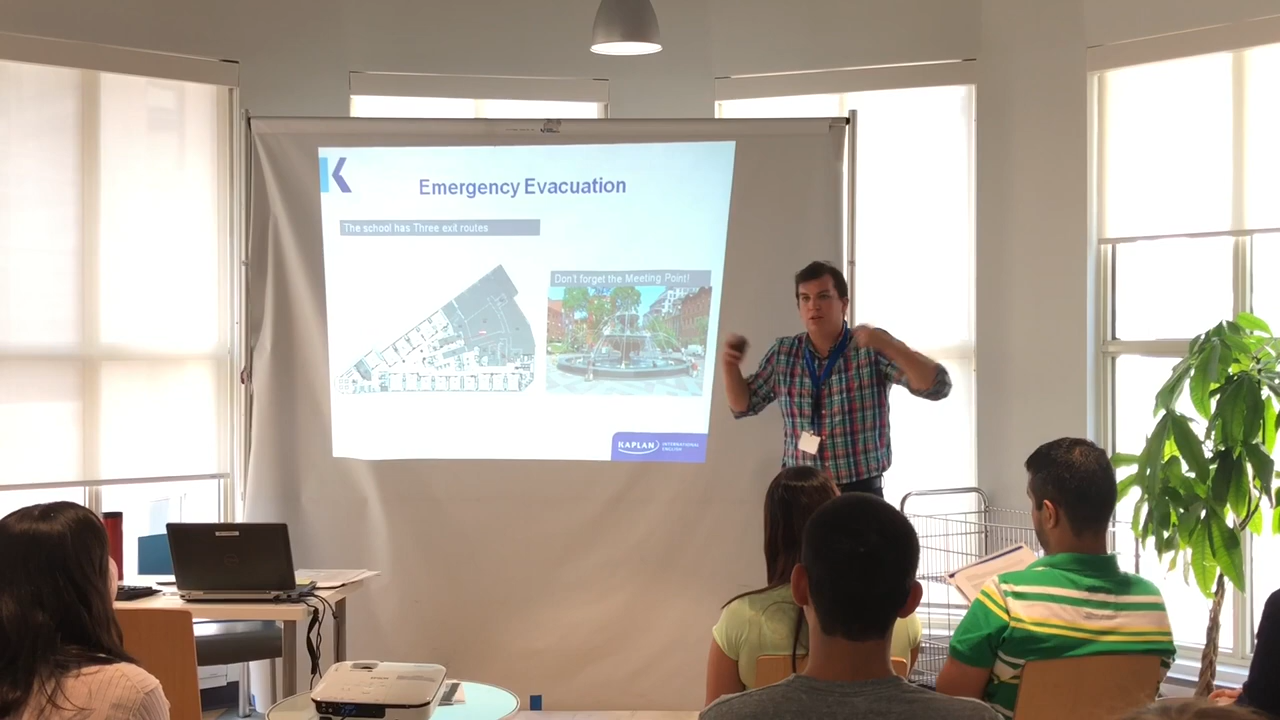 Emergency Evacuation
The school has Three exit routes
Don't forget the Meeting Point!
KAPLAN
INTERNATIONAL
ENGLISH